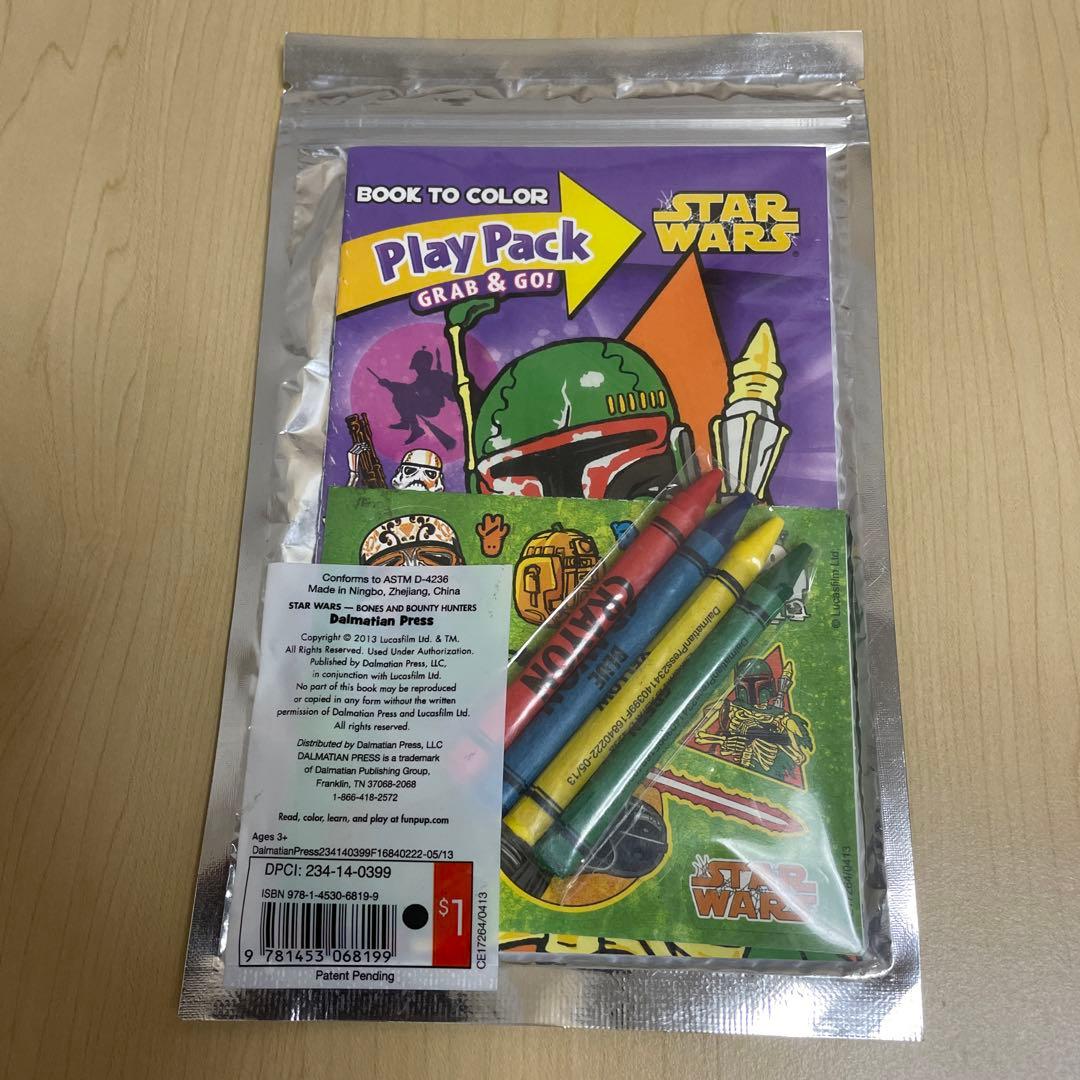 BOOK TO COLOR
Play Pack
GRAB & GO!
STAR
WARS
®
© Lucasfilm Ltd
CRAYON
BLUE
YELLOW
DalmatianPress234140399F16840222-05/13
STAR
WARS
Conforms to ASTM D-4236
Made in Ningbo, Zhejiang, China
STAR WARS — BONES AND BOUNTY HUNTERS
Dalmatian Press
Copyright © 2013 Lucasfilm Ltd. & TM.
All Rights Reserved. Used Under Authorization.
Published by Dalmatian Press, LLC,
in conjunction with Lucasfilm Ltd.
No part of this book may be reproduced
or copied in any form without the written
permission of Dalmatian Press and Lucasfilm Ltd.
All rights reserved.
Distributed by Dalmatian Press, LLC
DALMATIAN PRESS is a trademark
of Dalmatian Publishing Group,
Franklin, TN 37068-2068
1-866-418-2572
Read, color, learn, and play at funpup.com
Ages 3+
DalmatianPress234140399F16840222-05/13
DPCI: 234-14-0399
ISBN 978-1-4530-6819-9
$1
9 781453 068199
CE17264/0413
Patent Pending